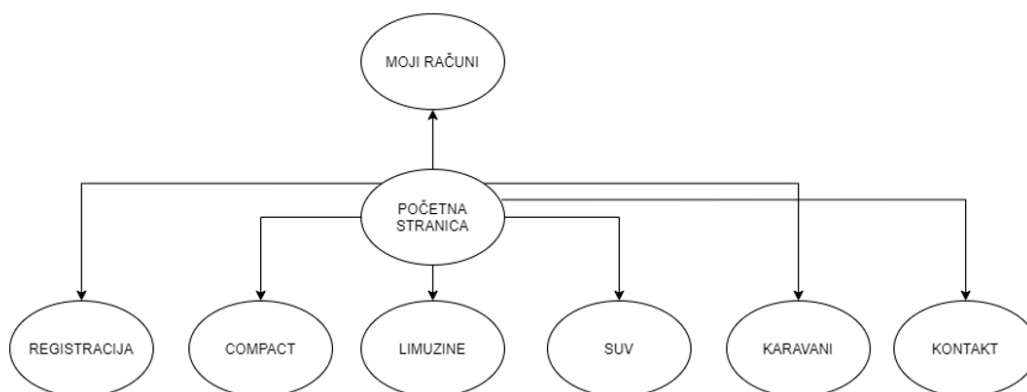 MOJI RAČUNI
POČETNA
STRANICA
REGISTRACIJA
COMPACT
LIMUZINE
SUV
KARAVANI
KONTAKT